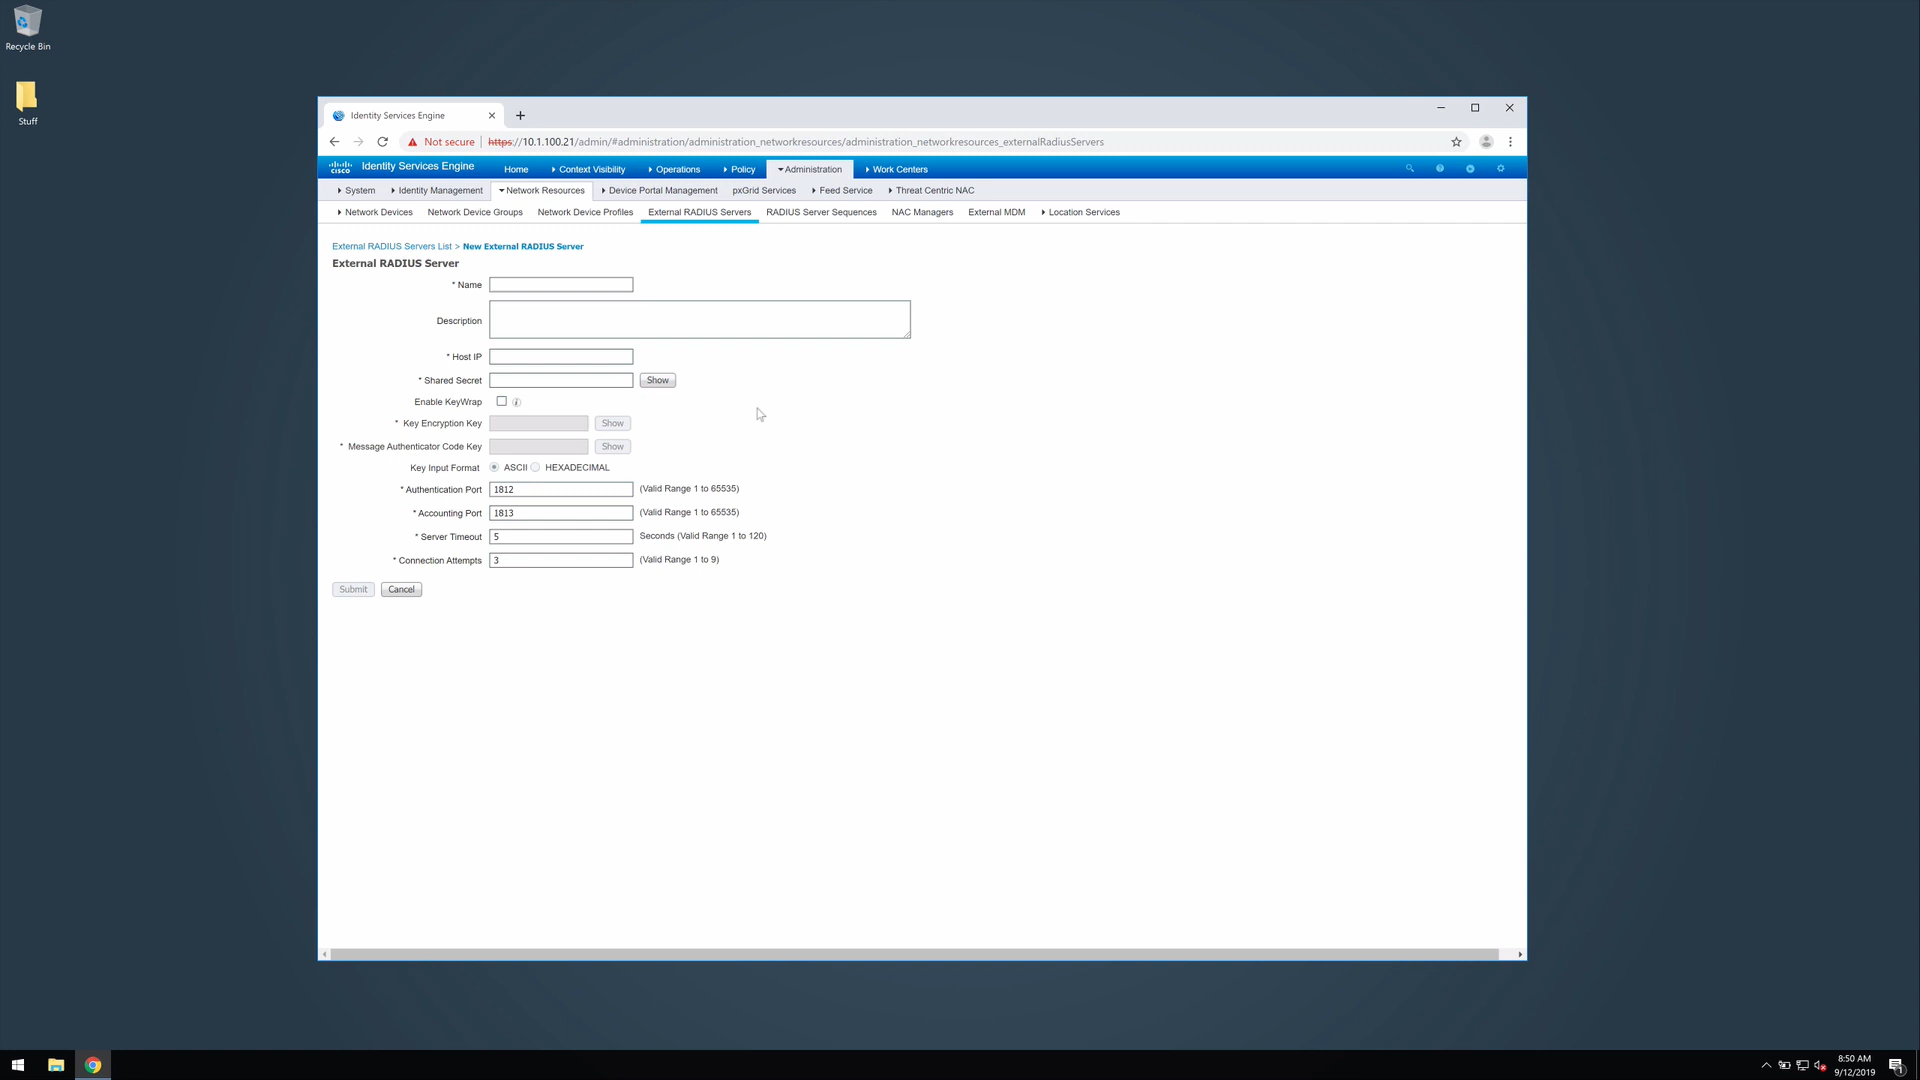 Recycle Bin
Stuff
Identity Services Engine
Not secure https://10.1.100.21/admin/#administration/administration_networkresources/administration_networkresources_externalRadiusServers
cisco Identity Services Engine Home Context Visibility Operations Policy Administration Work Centers
System Identity Management Network Resources Device Portal Management pxGrid Services Feed Service Threat Centric NAC
Network Devices Network Device Groups Network Device Profiles External RADIUS Servers RADIUS Server Sequences NAC Managers External MDM Location Services
External RADIUS Servers List > New External RADIUS Server
External RADIUS Server
* Name
Description
* Host IP
* Shared Secret Show
Enable KeyWrap i
* Key Encryption Key Show
* Message Authenticator Code Key Show
Key Input Format ASCII HEXADECIMAL
* Authentication Port 1812 (Valid Range 1 to 65535)
* Accounting Port 1813 (Valid Range 1 to 65535)
* Server Timeout 5 Seconds (Valid Range 1 to 120)
* Connection Attempts 3 (Valid Range 1 to 9)
Submit Cancel
8:50 AM
9/12/2019
1